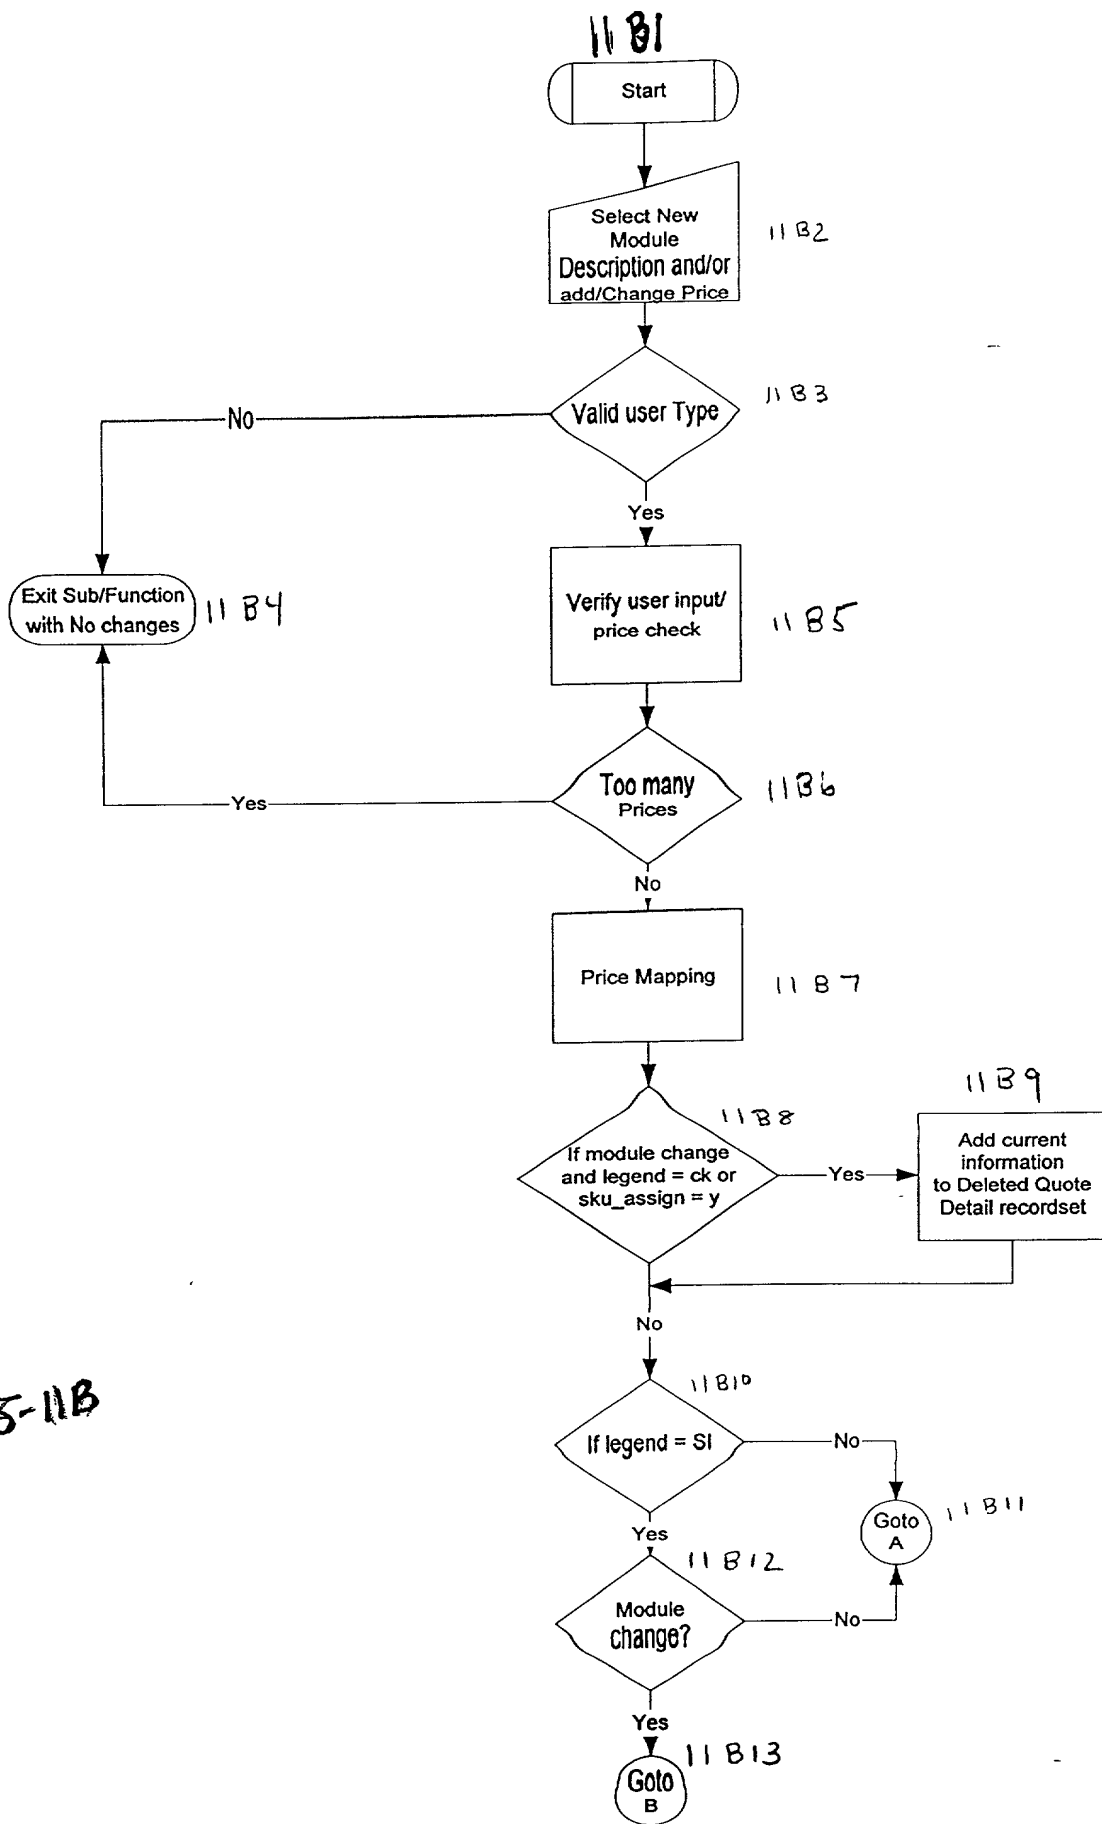 11B1
Start
Select New
Module
Description and/or
add/Change Price
11B2
Valid user Type
11B3
No
Yes
Exit Sub/Function
with No changes
11B4
Verify user input/
price check
11B5
Too many
Prices
11B6
Yes
No
Price Mapping
11B7
If module change
and legend = ck or
sku_assign = y
11B8
Yes
11B9
Add current
information
to Deleted Quote
Detail recordset
No
5-11B
If legend = SI
11B10
No
Yes
Goto
A
11B11
Module
change?
11B12
No
Yes
Goto
B
11B13